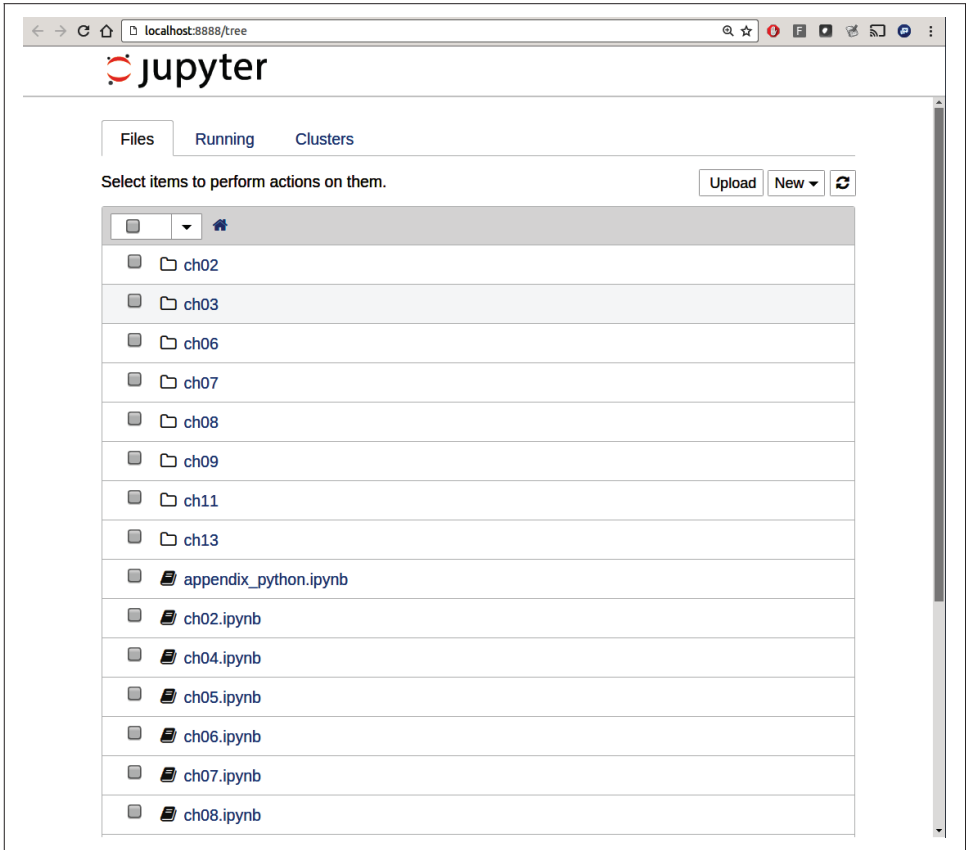 localhost:8888/tree
jupyter
Files Running Clusters
Select items to perform actions on them. Upload New
ch02
ch03
ch06
ch07
ch08
ch09
ch11
ch13
appendix_python.ipynb
ch02.ipynb
ch04.ipynb
ch05.ipynb
ch06.ipynb
ch07.ipynb
ch08.ipynb